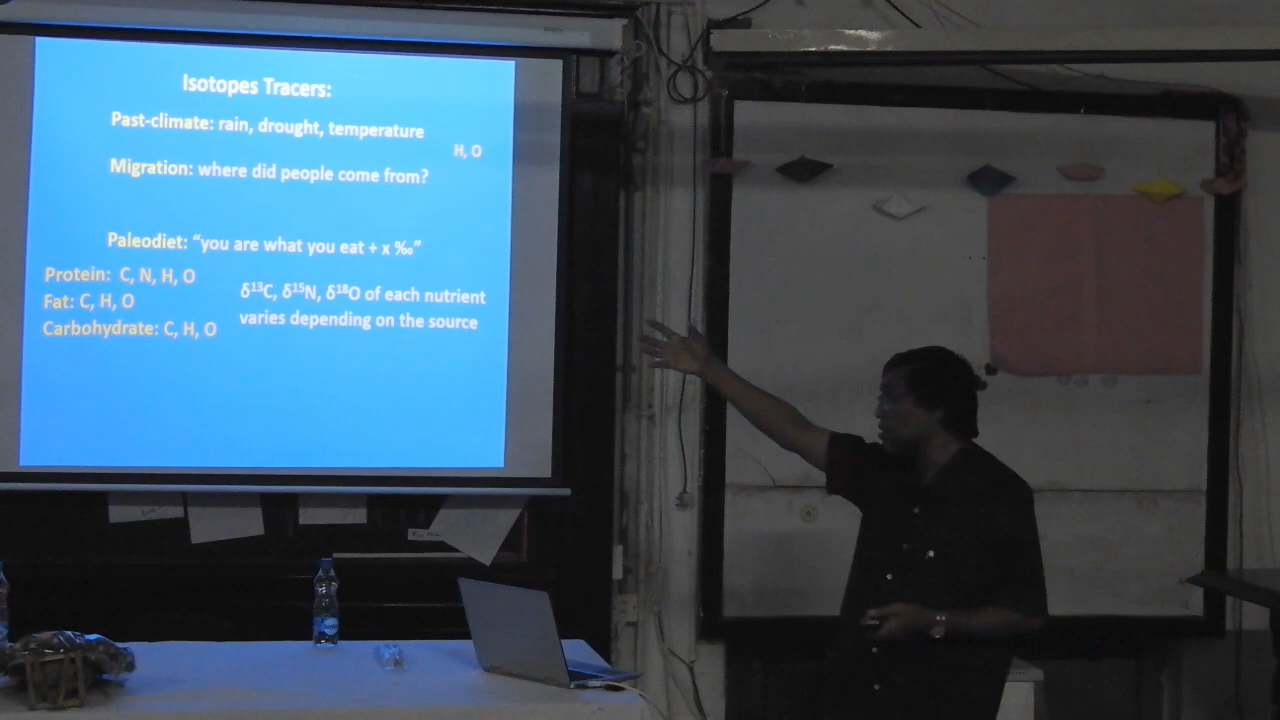 Isotopes Tracers:
Past-climate: rain, drought, temperature
H, O
Migration: where did people come from?
Paleodiet: “you are what you eat + x ‰”
Protein: C, N, H, O
Fat: C, H, O
Carbohydrate: C, H, O
δ¹³C, δ¹⁵N, δ¹⁸O of each nutrient
varies depending on the source